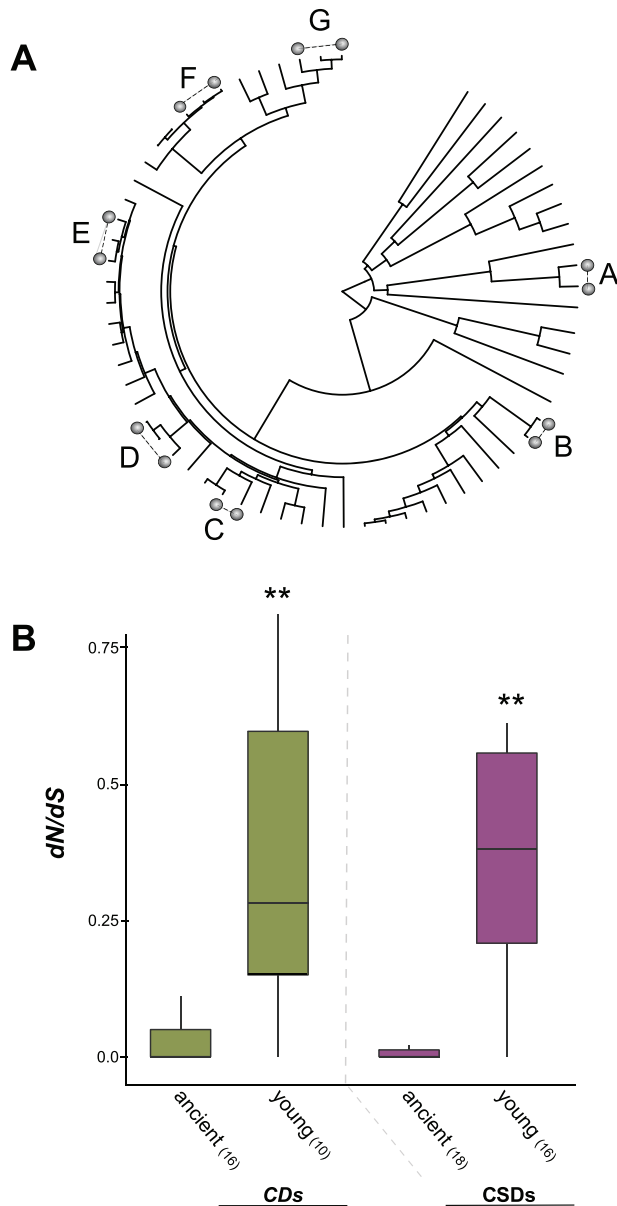 A
G
F
E
A
D
B
C
B
**
**
0.75
0.5
0.25
0.0
dN/dS
ancient (16)
young (10)
ancient (18)
young (16)
CDs
CSDs